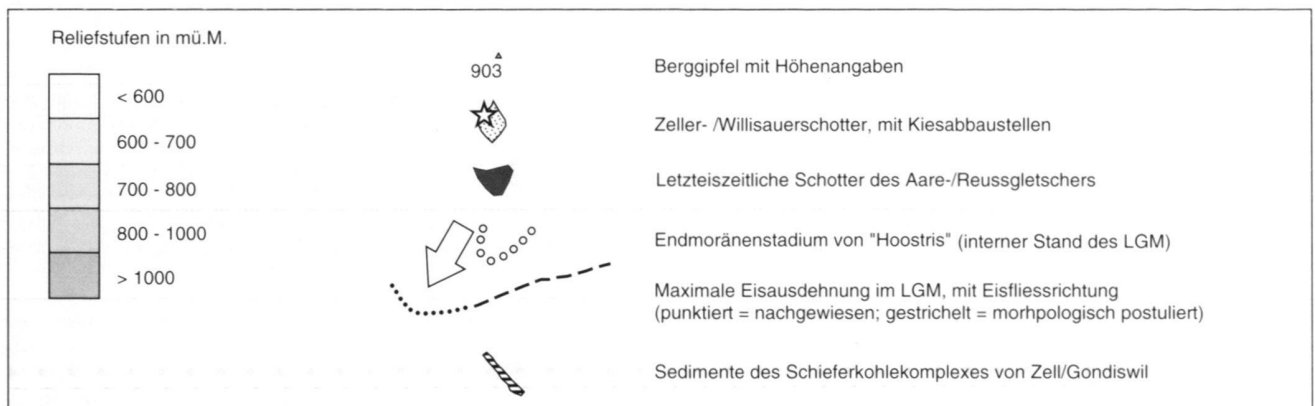 Reliefstufen in mü.M.
< 600
600 - 700
700 - 800
800 - 1000
> 1000
903
Berggipfel mit Höhenangaben
Zeller- /Willisauerschotter, mit Kiesabbaustellen
Letzteiszeitliche Schotter des Aare-/Reussgletschers
Endmoränenstadium von "Hoostris" (interner Stand des LGM)
Maximale Eisausdehnung im LGM, mit Eisfliessrichtung
(punktiert = nachgewiesen; gestrichelt = morhpologisch postuliert)
Sedimente des Schieferkohlekomplexes von Zell/Gondiswil